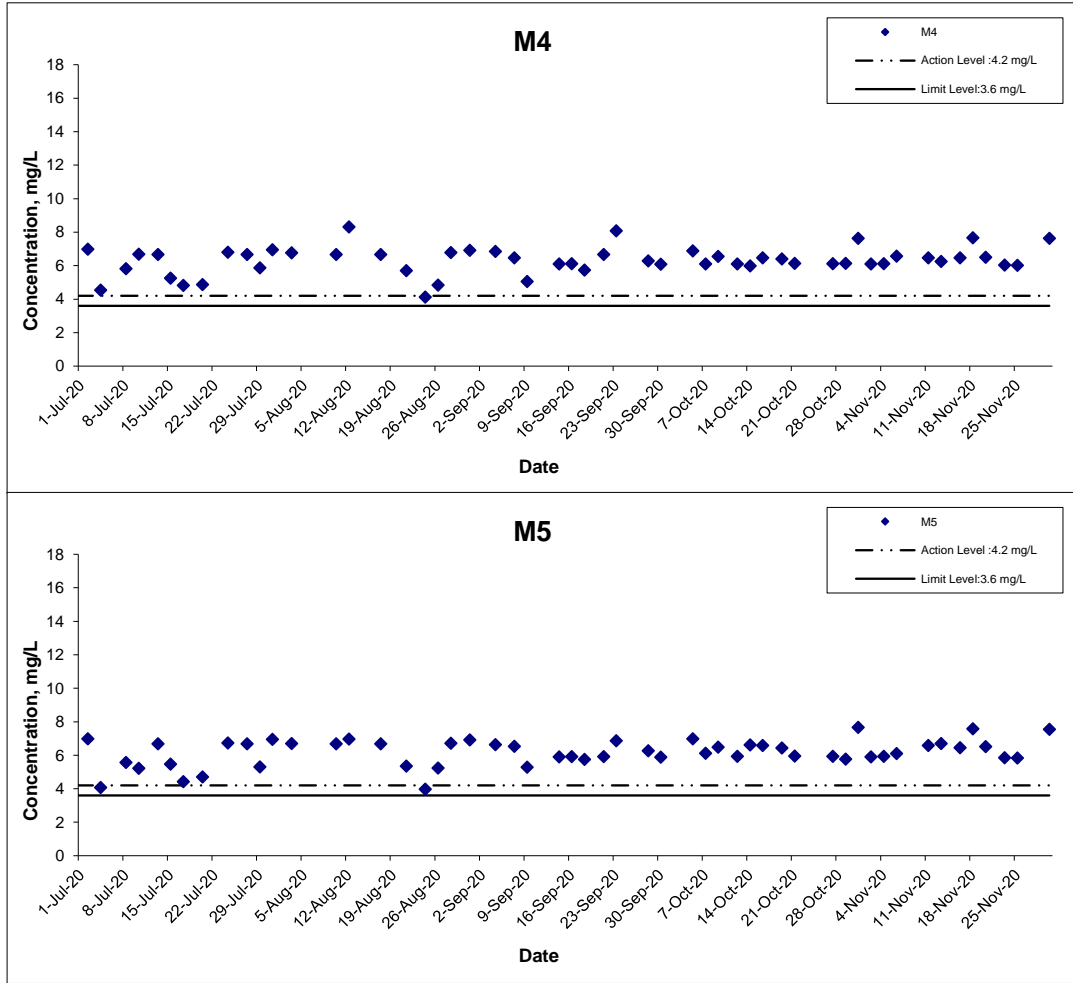 M4
M4
Action Level :4.2 mg/L
Limit Level:3.6 mg/L
Concentration, mg/L
18
16
14
12
10
8
6
4
2
0
1-Jul-20
8-Jul-20
15-Jul-20
22-Jul-20
29-Jul-20
5-Aug-20
12-Aug-20
19-Aug-20
26-Aug-20
2-Sep-20
9-Sep-20
16-Sep-20
23-Sep-20
30-Sep-20
7-Oct-20
14-Oct-20
21-Oct-20
28-Oct-20
4-Nov-20
11-Nov-20
18-Nov-20
25-Nov-20
Date
M5
M5
Action Level :4.2 mg/L
Limit Level:3.6 mg/L
Concentration, mg/L
18
16
14
12
10
8
6
4
2
0
1-Jul-20
8-Jul-20
15-Jul-20
22-Jul-20
29-Jul-20
5-Aug-20
12-Aug-20
19-Aug-20
26-Aug-20
2-Sep-20
9-Sep-20
16-Sep-20
23-Sep-20
30-Sep-20
7-Oct-20
14-Oct-20
21-Oct-20
28-Oct-20
4-Nov-20
11-Nov-20
18-Nov-20
25-Nov-20
Date